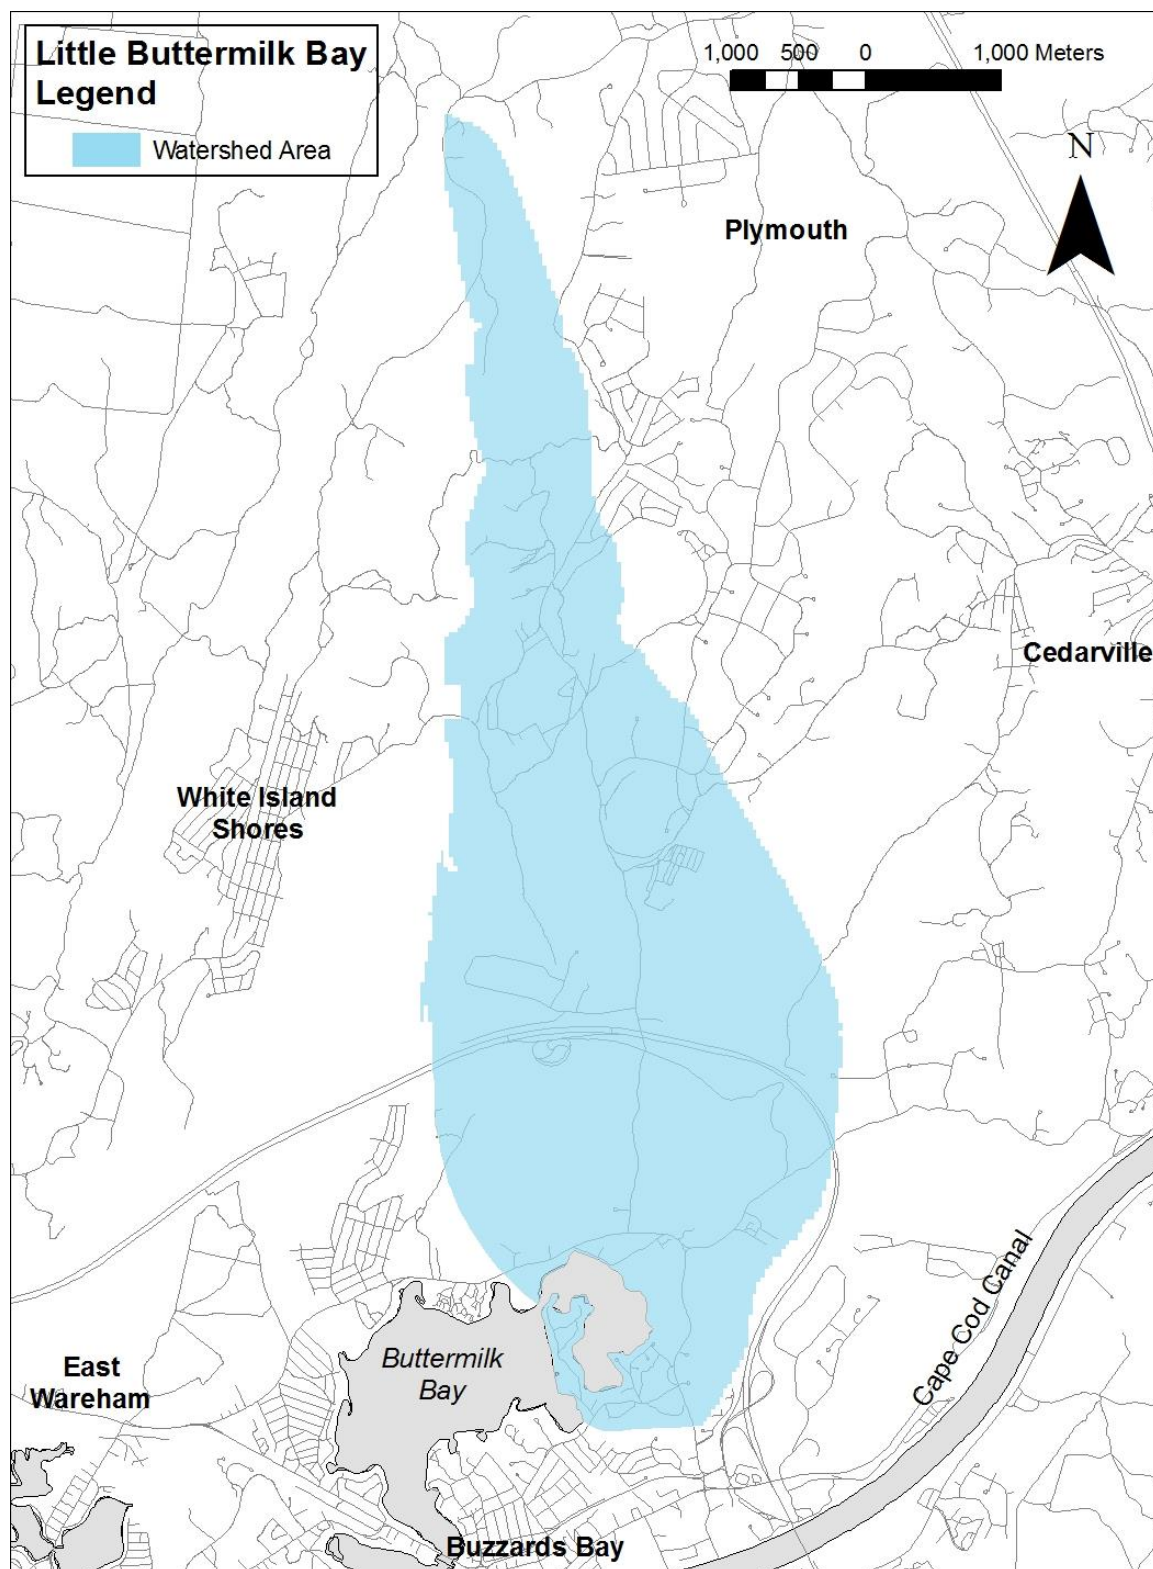 Little Buttermilk Bay
Legend
Watershed Area
1,000 500 0 1,000 Meters
N
Plymouth
Cedarville
White Island
Shores
Cape Cod Canal
Buttermilk
Bay
East
Wareham
Buzzards Bay